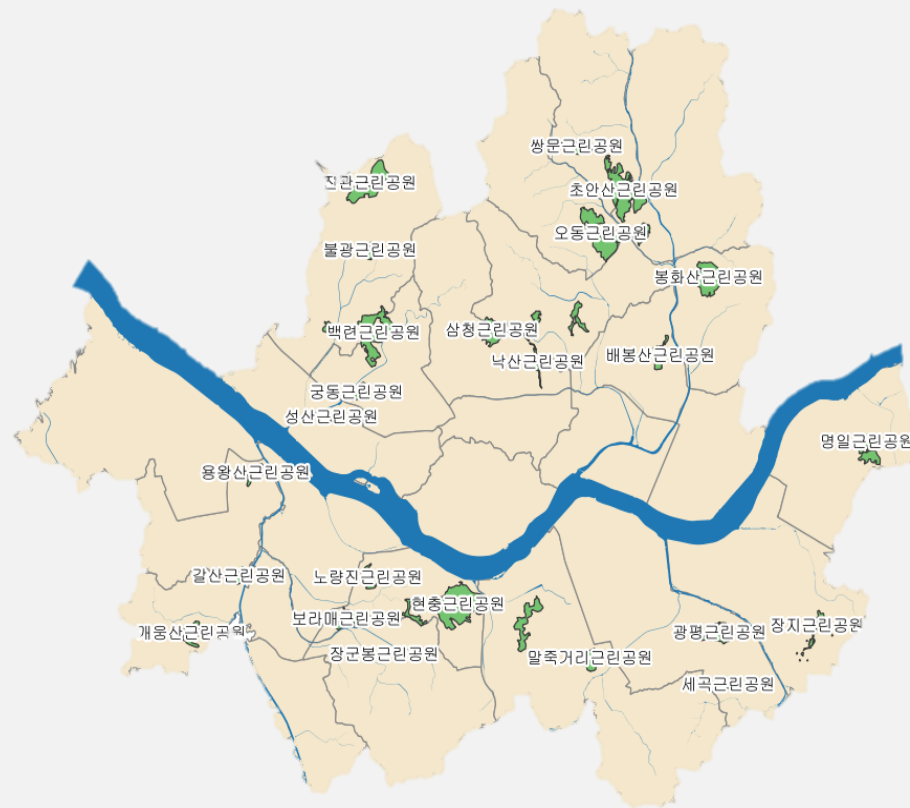 쌍문근린공원
진관근린공원
초안산근린공원
오동근린공원
불광근린공원
봉화산근린공원
백련근린공원
삼청근린공원
낙산근린공원
배봉산근린공원
궁동근린공원
성산근린공원
명일근린공원
용왕산근린공원
갈산근린공원
노량진근린공원
현충근린공원
보라매근린공원
개웅산근린공원
장지근린공원
광평근린공원
장군봉근린공원
말죽거리근린공원
세곡근린공원